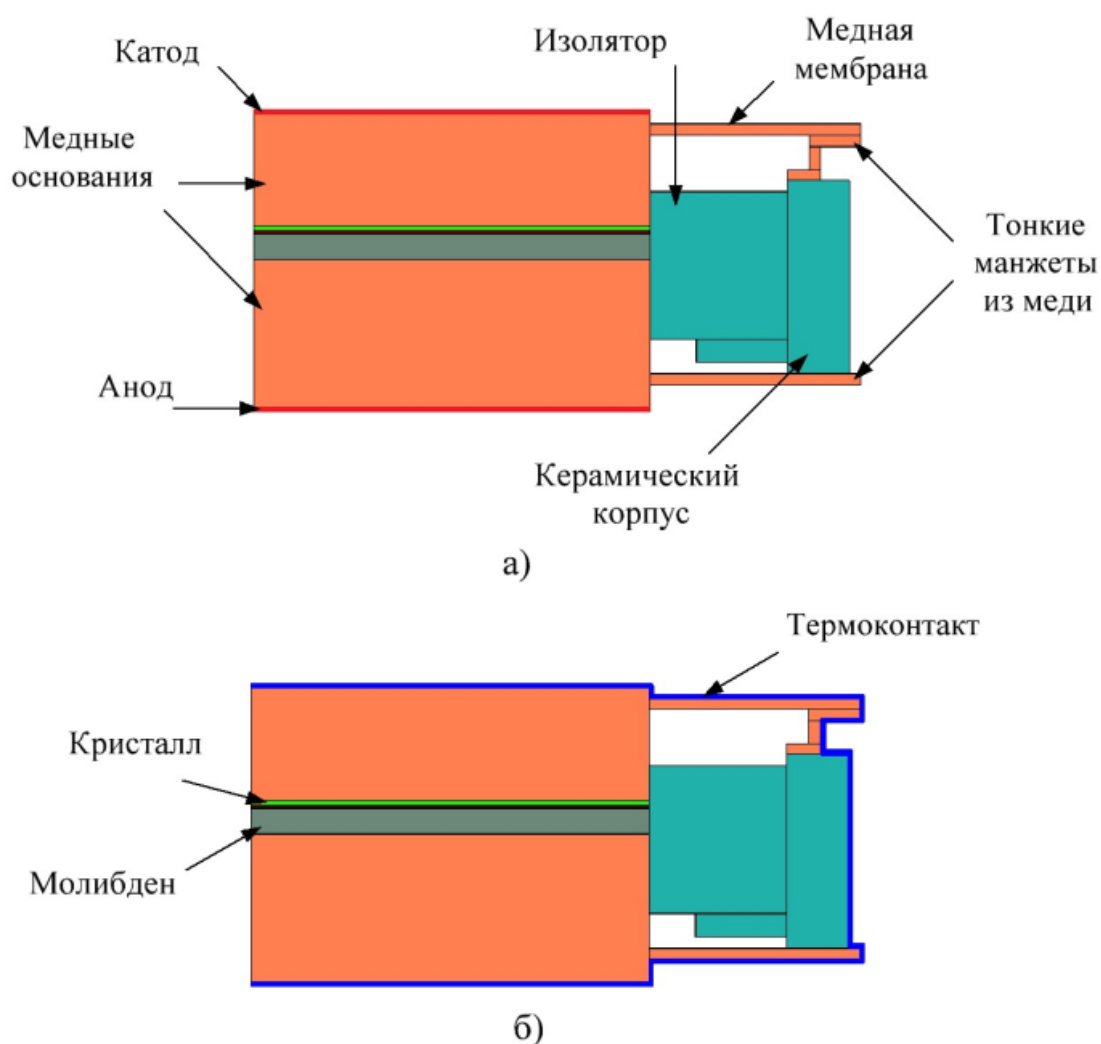 Катод
Изолятор
Медная
мембрана
Медные
основания
Тонкие
манжеты
из меди
Анод
Керамический
корпус
а)
Термоконтакт
Кристалл
Молибден
б)